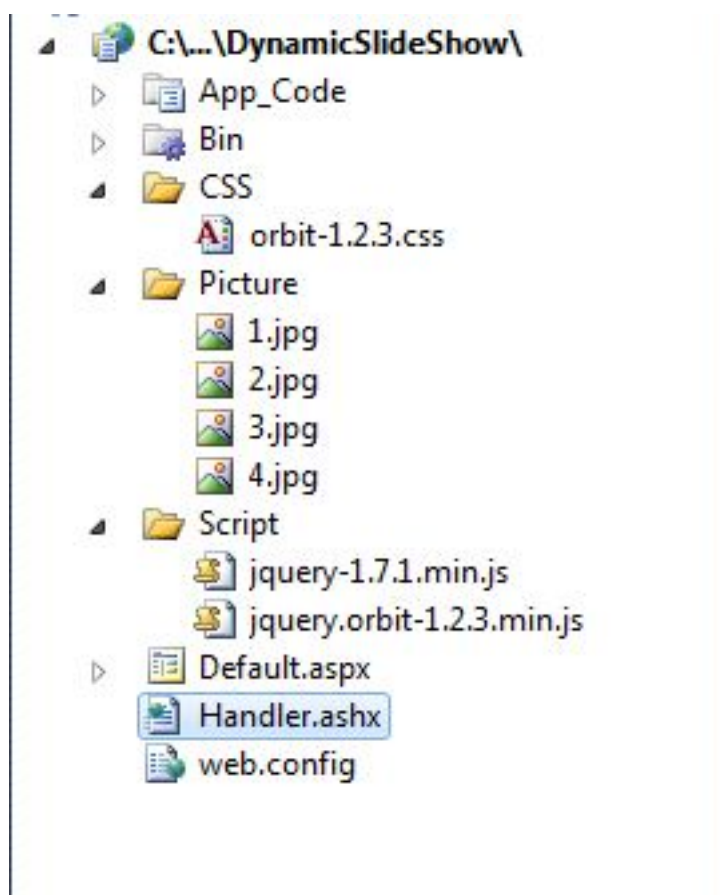 C:\...\DynamicSlideShow\
App_Code
Bin
CSS
orbit-1.2.3.css
Picture
1.jpg
2.jpg
3.jpg
4.jpg
Script
jquery-1.7.1.min.js
jquery.orbit-1.2.3.min.js
Default.aspx
Handler.ashx
web.config